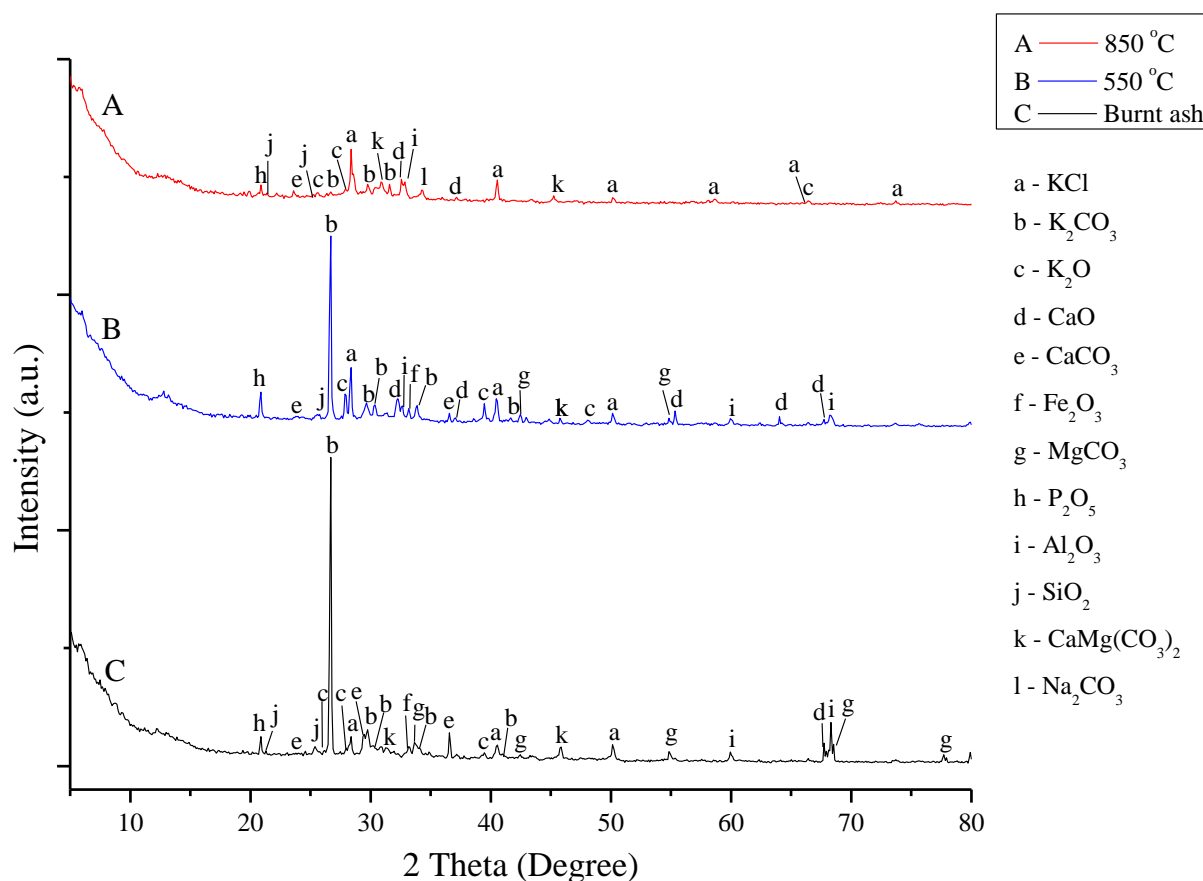 A 850 °C
B 550 °C
C Burnt ash
A
h j e j c b c a b k b d i l d a k a a a c a
a - KCl
b - K₂CO₃
c - K₂O
d - CaO
e - CaCO₃
f - Fe₂O₃
g - MgCO₃
h - P₂O₅
i - Al₂O₃
j - SiO₂
k - CaMg(CO₃)₂
l - Na₂CO₃
B
h e j b c a b b d i f b e d c a b g k c a g d i d d i
C
h j e j c b c a e b b k f g b e c a b g k a g i d i g g
10 20 30 40 50 60 70 80
2 Theta (Degree)
Intensity (a.u.)